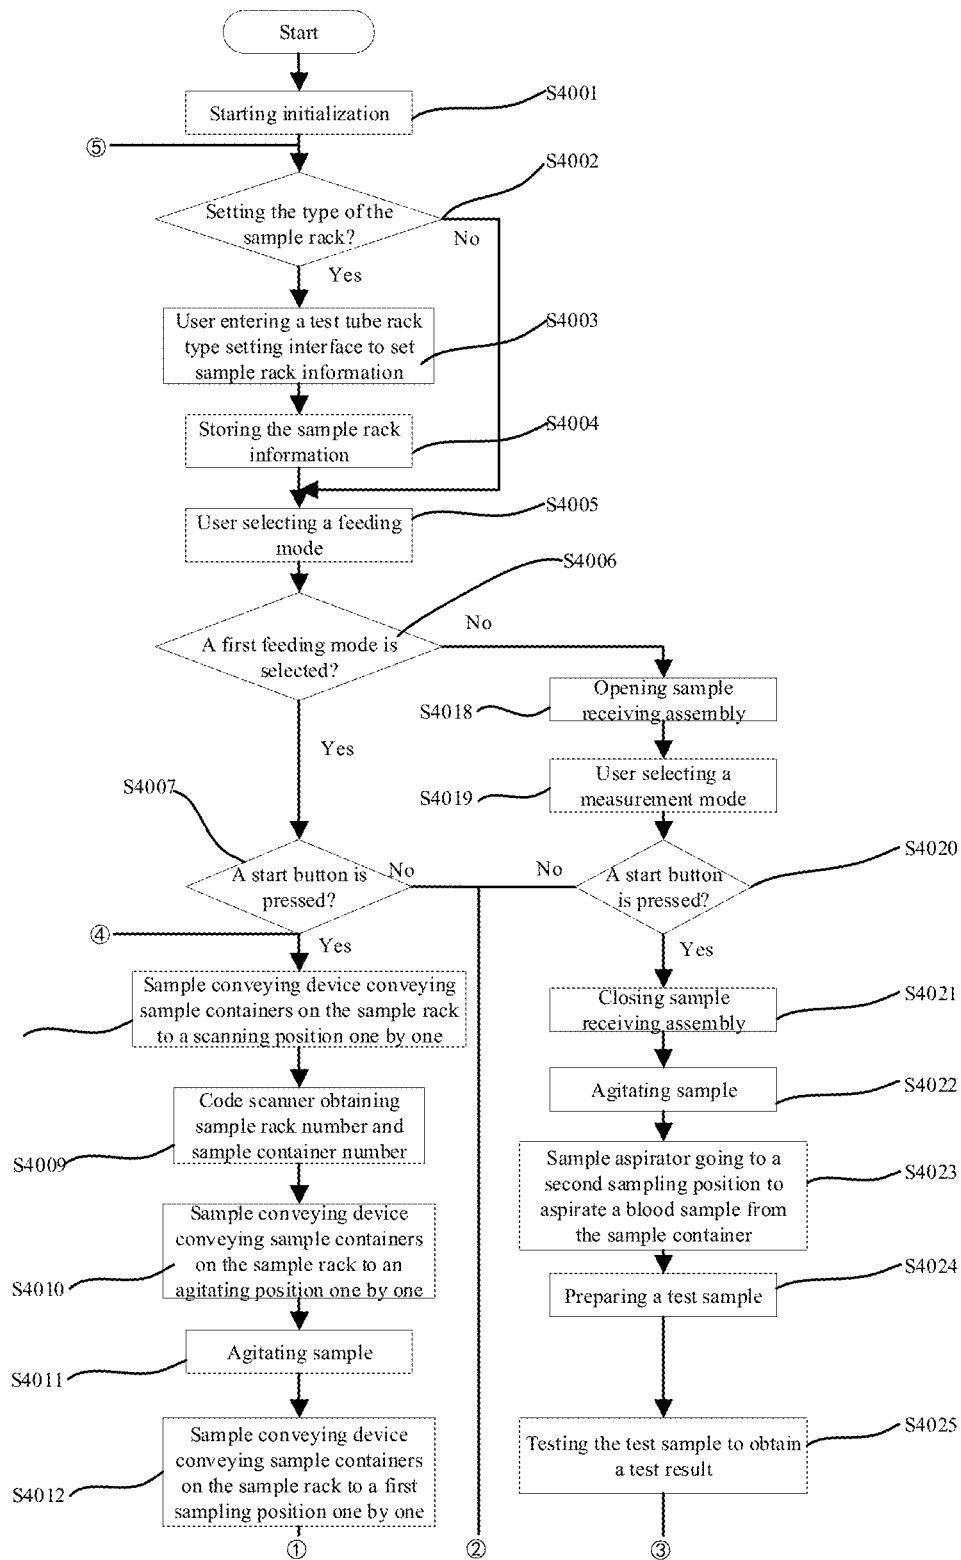 Start
S4001
Starting initialization
⑤
S4002
Setting the type of the
sample rack?
No
Yes
S4003
User entering a test tube rack
type setting interface to set
sample rack information
S4004
Storing the sample rack
information
S4005
User selecting a feeding
mode
S4006
A first feeding mode is
selected?
No
Yes
S4018
Opening sample
receiving assembly
S4019
User selecting a
measurement mode
S4007
A start button is
pressed?
No
No
A start button
is pressed?
S4020
④
Yes
Yes
Sample conveying device conveying
sample containers on the sample rack
to a scanning position one by one
S4021
Closing sample
receiving assembly
S4009
Code scanner obtaining
sample rack number and
sample container number
S4022
Agitating sample
S4023
Sample aspirator going to a
second sampling position to
aspirate a blood sample from
the sample container
S4010
Sample conveying device
conveying sample containers
on the sample rack to an
agitating position one by one
S4024
Preparing a test sample
S4011
Agitating sample
S4012
Sample conveying device
conveying sample containers
on the sample rack to a first
sampling position one by one
S4025
Testing the test sample to obtain
a test result
①
②
③